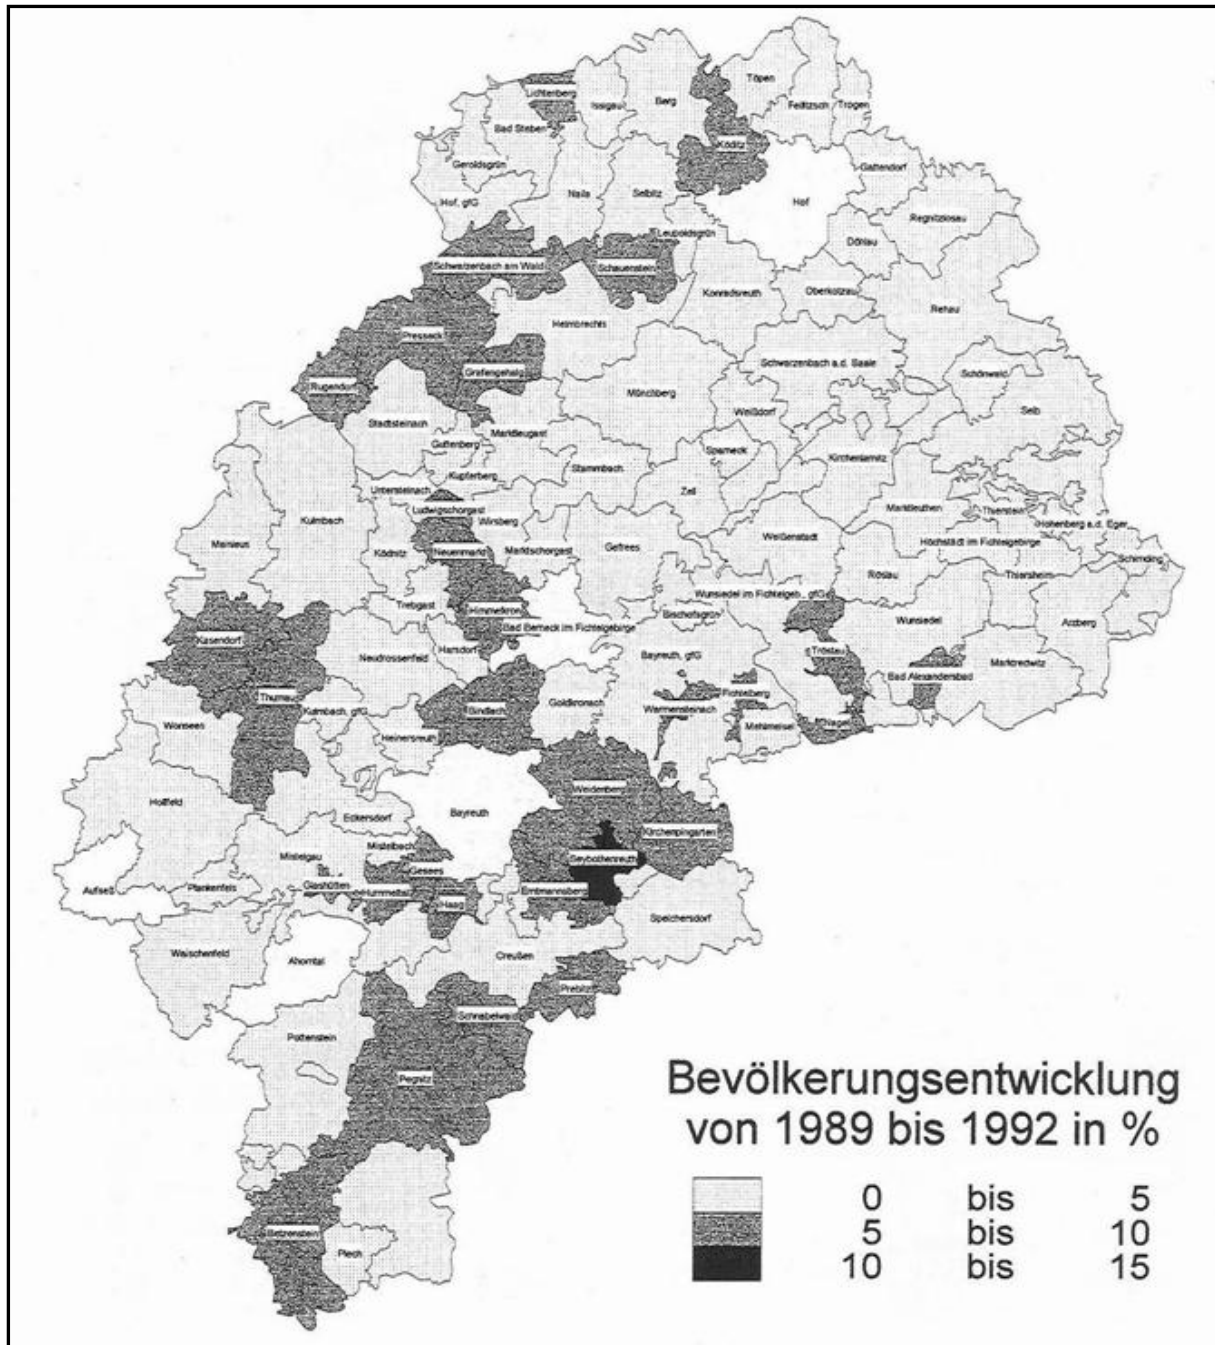 Lichtenberg
Issigau
Berg
Töpen
Feilitzsch
Trogen
Bad Steben
Köditz
Geroldsgrün
Gattendorf
Hof, gfG
Naila
Selbitz
Hof
Regnitzlosau
Leupoldsgrün
Döhlau
Schwarzenbach am Wald
Schauenstein
Konradsreuth
Oberkotzau
Rehau
Helmbrechts
Presseck
Schwarzenbach a.d. Saale
Grafengehaig
Schönwald
Rugendorf
Münchberg
Weißdorf
Selb
Stadtsteinach
Marktleugast
Guttenberg
Sparneck
Kirchenlamitz
Kupferberg
Stammbach
Untersteinach
Zell
Ludwigschorgast
Marktleuthen
Thierstein
Kulmbach
Wirsberg
Hohenberg a.d. Eger
Mainleus
Ködnitz
Neuenmarkt
Marktschorgast
Gefrees
Weißenstadt
Höchstädt im Fichtelgebirge
Schirnding
Röslau
Thiersheim
Trebgast
Himmelkron
Wunsiedel im Fichtelgeb., gfG
Bischofsgrün
Wunsiedel
Arzberg
Bad Berneck im Fichtelgebirge
Kasendorf
Harsdorf
Neudrossenfeld
Bayreuth, gfG
Tröstau
Marktredwitz
Bad Alexandersbad
Thurnau
Fichtelberg
Kulmbach, gfG
Bindlach
Goldkronach
Warmensteinach
Nagel
Wonsees
Mehlmeisel
Heinersreuth
Weidenberg
Hollfeld
Bayreuth
Eckersdorf
Kirchenpingarten
Mistelbach
Mistelgau
Seybothenreuth
Gesees
Aufseß
Plankenfels
Glashütten
Hummeltal
Emtmannsberg
Haag
Speichersdorf
Waischenfeld
Ahorntal
Creußen
Prebitz
Schnabelwaid
Pottenstein
Pegnitz
Betzenstein
Plech
Bevölkerungsentwicklung
von 1989 bis 1992 in %
0 bis 5
5 bis 10
10 bis 15